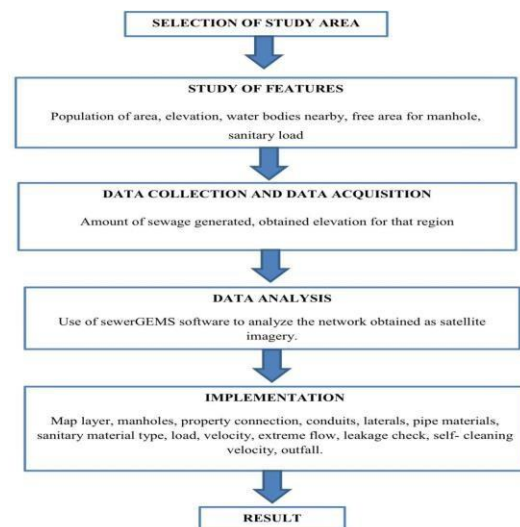 SELECTION OF STUDY AREA
STUDY OF FEATURES
Population of area, elevation, water bodies nearby, free area for manhole,
sanitary load
DATA COLLECTION AND DATA ACQUISITION
Amount of sewage generated, obtained elevation for that region
DATA ANALYSIS
Use of sewerGEMS software to analyze the network obtained as satellite
imagery.
IMPLEMENTATION
Map layer, manholes, property connection, conduits, laterals, pipe materials,
sanitary material type, load, velocity, extreme flow, leakage check, self- cleaning
velocity, outfall.
RESULT